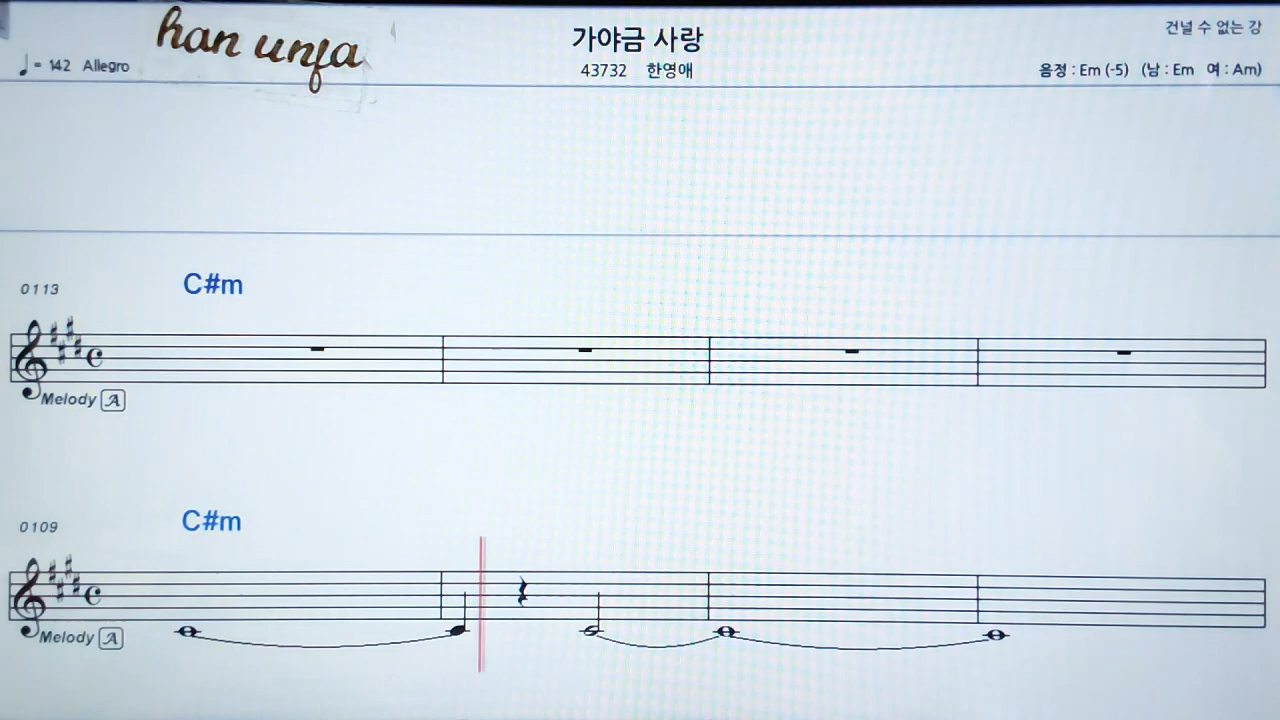 han unfa
가야금 사랑
건널 수 없는 강
♩= 142 Allegro
43732 한영애
음정 : Em (-5) (남 : Em 여 : Am)
C#m
0113
Melody A
C#m
0109
Melody A